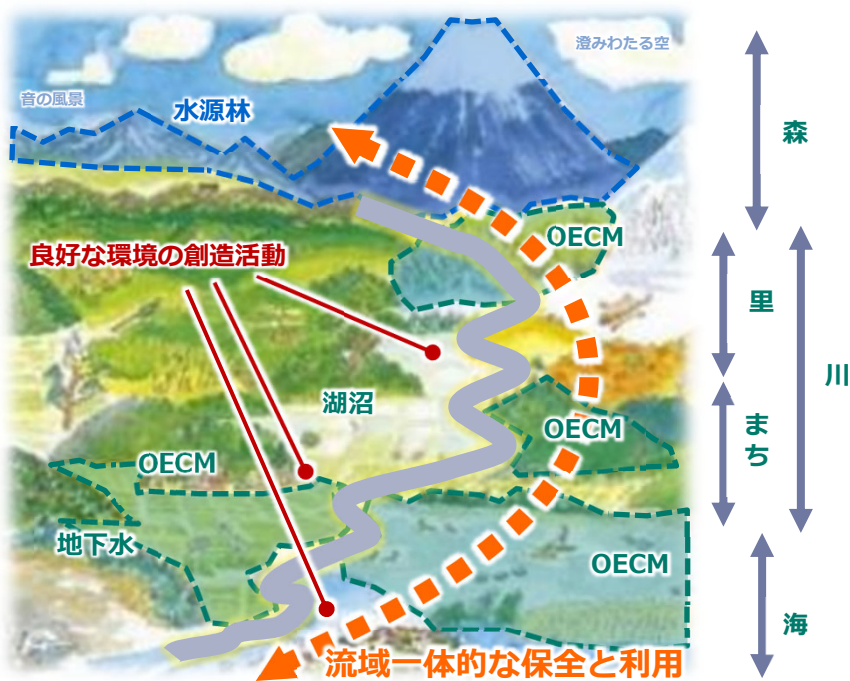 澄みわたる空
音の風景
水源林
森
OECM
良好な環境の創造活動
里
川
湖沼
OECM
まち
OECM
地下水
OECM
海
流域一体的な保全と利用